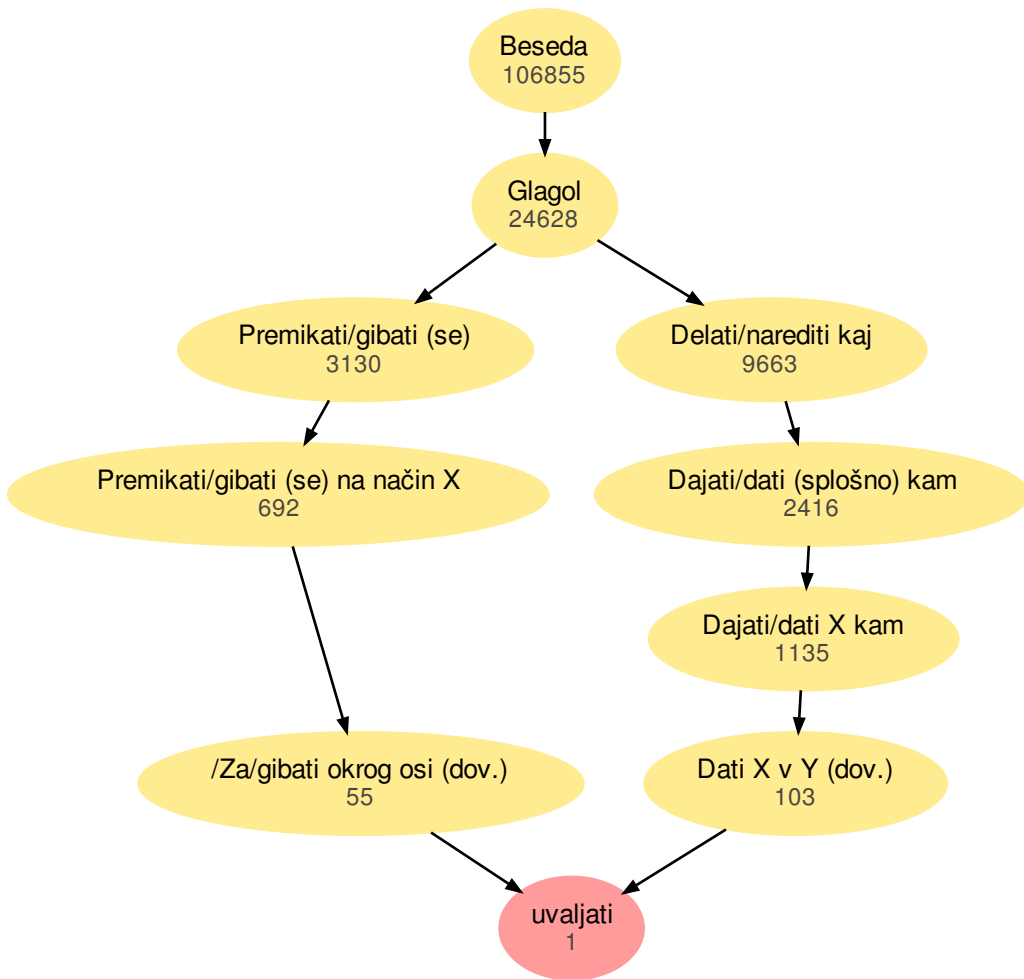 Beseda
106855
Glagol
24628
Premikati/gibati (se)
3130
Delati/narediti kaj
9663
Premikati/gibati (se) na način X
692
Dajati/dati (splošno) kam
2416
Dajati/dati X kam
1135
/Za/gibati okrog osi (dov.)
55
Dati X v Y (dov.)
103
uvaljati
1